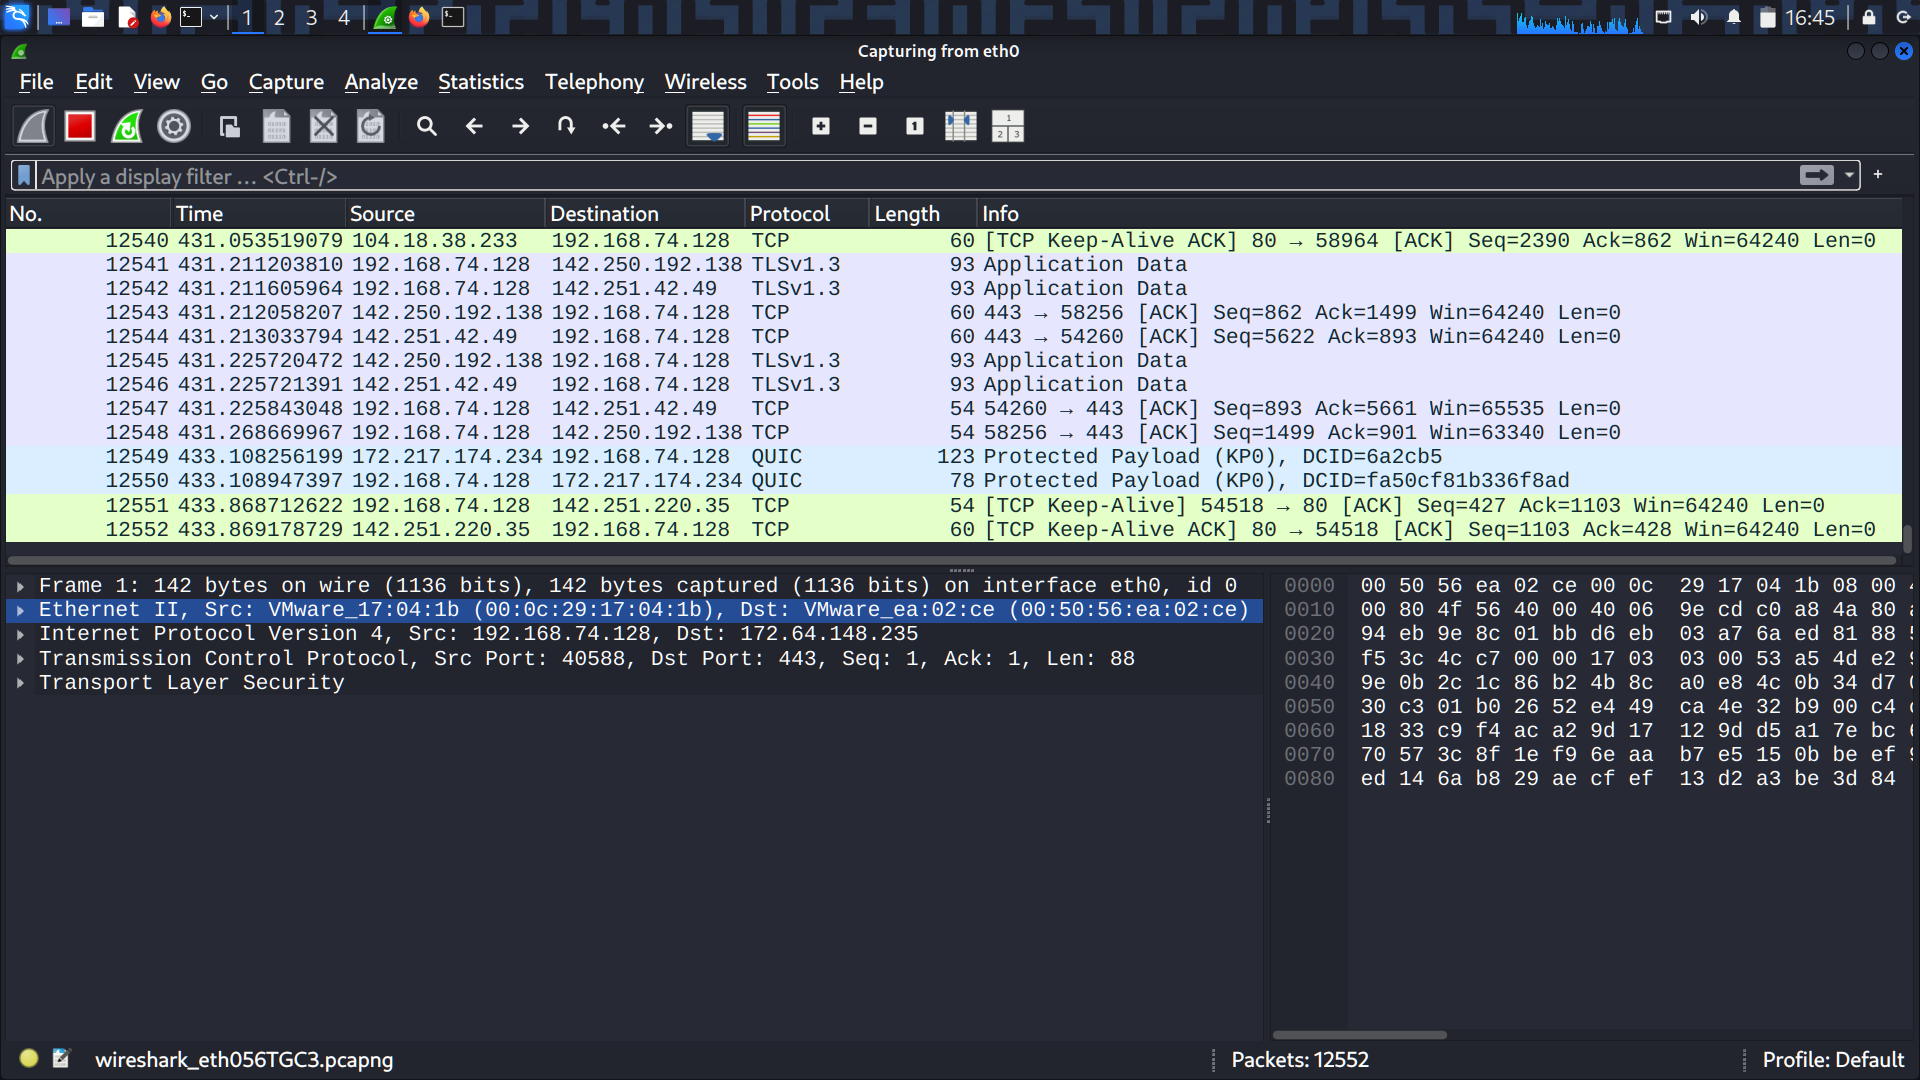 1 2 3 4 16:45
Capturing from eth0
File Edit View Go Capture Analyze Statistics Telephony Wireless Tools Help
Apply a display filter … <Ctrl-/>
No. Time Source Destination Protocol Length Info
12540 431.053519079 104.18.38.233 192.168.74.128 TCP 60 [TCP Keep-Alive ACK] 80 → 58964 [ACK] Seq=2390 Ack=862 Win=64240 Len=0
12541 431.211203810 192.168.74.128 142.250.192.138 TLSv1.3 93 Application Data
12542 431.211605964 192.168.74.128 142.251.42.49 TLSv1.3 93 Application Data
12543 431.212058207 142.250.192.138 192.168.74.128 TCP 60 443 → 58256 [ACK] Seq=862 Ack=1499 Win=64240 Len=0
12544 431.213033794 142.251.42.49 192.168.74.128 TCP 60 443 → 54260 [ACK] Seq=5622 Ack=893 Win=64240 Len=0
12545 431.225720472 142.250.192.138 192.168.74.128 TLSv1.3 93 Application Data
12546 431.225721391 142.251.42.49 192.168.74.128 TLSv1.3 93 Application Data
12547 431.225843048 192.168.74.128 142.251.42.49 TCP 54 54260 → 443 [ACK] Seq=893 Ack=5661 Win=65535 Len=0
12548 431.268669967 192.168.74.128 142.250.192.138 TCP 54 58256 → 443 [ACK] Seq=1499 Ack=901 Win=63340 Len=0
12549 433.108256199 172.217.174.234 192.168.74.128 QUIC 123 Protected Payload (KP0), DCID=6a2cb5
12550 433.108947397 192.168.74.128 172.217.174.234 QUIC 78 Protected Payload (KP0), DCID=fa50cf81b336f8ad
12551 433.868712622 192.168.74.128 142.251.220.35 TCP 54 [TCP Keep-Alive] 54518 → 80 [ACK] Seq=427 Ack=1103 Win=64240 Len=0
12552 433.869178729 142.251.220.35 192.168.74.128 TCP 60 [TCP Keep-Alive ACK] 80 → 54518 [ACK] Seq=1103 Ack=428 Win=64240 Len=0
Frame 1: 142 bytes on wire (1136 bits), 142 bytes captured (1136 bits) on interface eth0, id 0
Ethernet II, Src: VMware_17:04:1b (00:0c:29:17:04:1b), Dst: VMware_ea:02:ce (00:50:56:ea:02:ce)
Internet Protocol Version 4, Src: 192.168.74.128, Dst: 172.64.148.235
Transmission Control Protocol, Src Port: 40588, Dst Port: 443, Seq: 1, Ack: 1, Len: 88
Transport Layer Security
0000 00 50 56 ea 02 ce 00 0c 29 17 04 1b 08 00
0010 00 80 4f 56 40 00 40 06 9e cd c0 a8 4a 80
0020 94 eb 9e 8c 01 bb d6 eb 03 a7 6a ed 81 88
0030 f5 3c 4c c7 00 00 17 03 03 00 53 a5 4d e2
0040 9e 0b 2c 1c 86 b2 4b 8c a0 e8 4c 0b 34 d7
0050 30 c3 01 b0 26 52 e4 49 ca 4e 32 b9 00 c4
0060 18 33 c9 f4 ac a2 9d 17 12 9d d5 a1 7e bc
0070 70 57 3c 8f 1e f9 6e aa b7 e5 15 0b be ef
0080 ed 14 6a b8 29 ae cf ef 13 d2 a3 be 3d 84
wireshark_eth056TGC3.pcapng Packets: 12552 Profile: Default